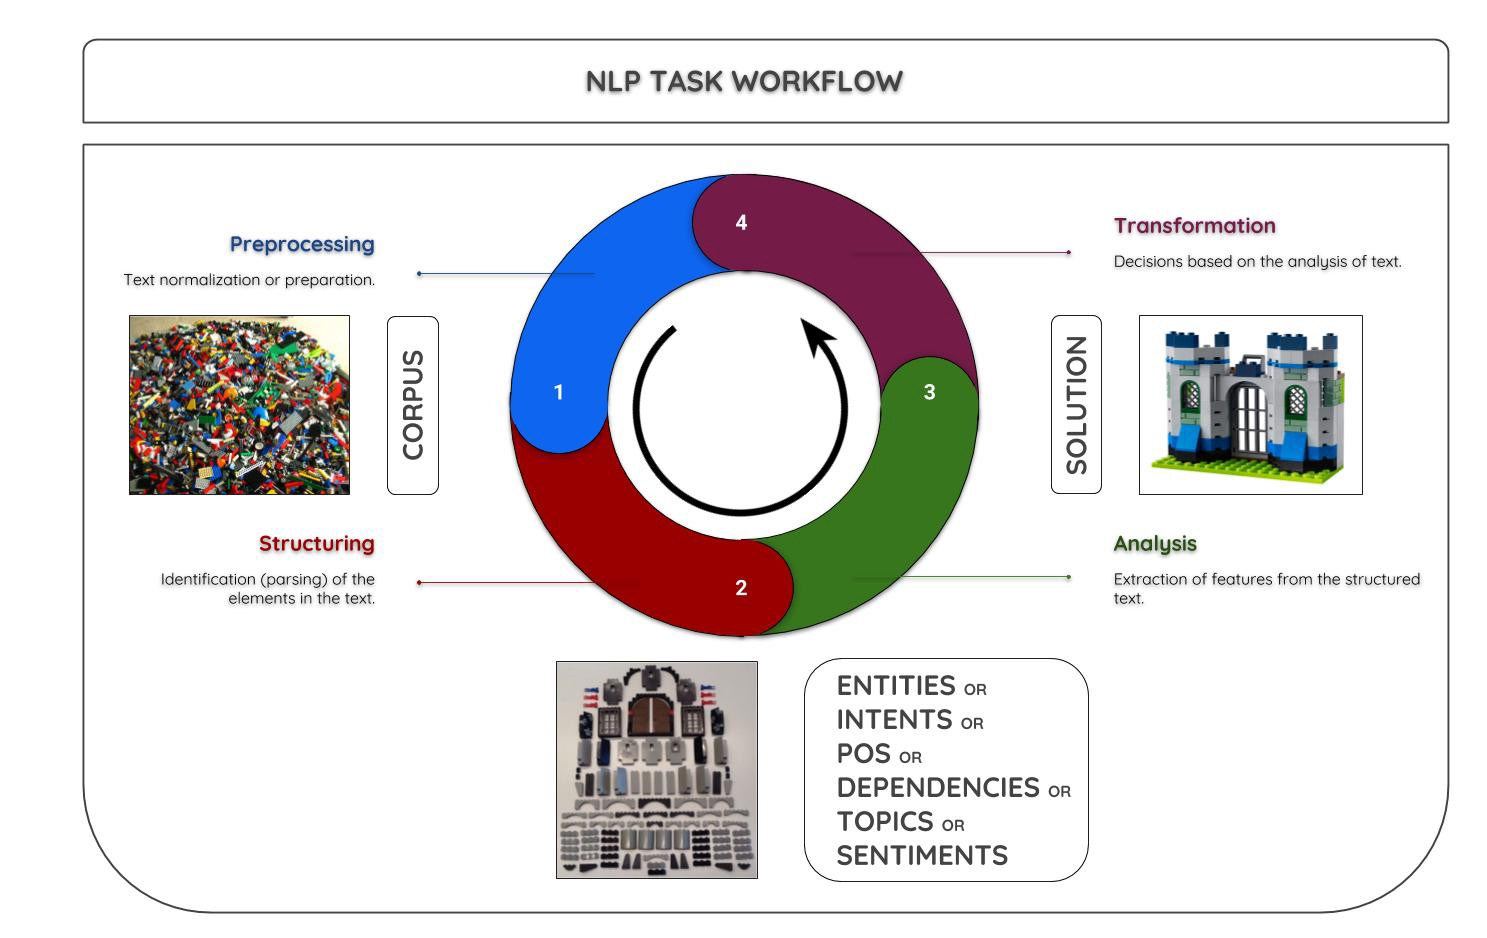 NLP TASK WORKFLOW
Preprocessing
Text normalization or preparation.
CORPUS
Structuring
Identification (parsing) of the
elements in the text.
1
2
3
4
Transformation
Decisions based on the analysis of text.
SOLUTION
Analysis
Extraction of features from the structured
text.
ENTITIES OR
INTENTS OR
POS OR
DEPENDENCIES OR
TOPICS OR
SENTIMENTS